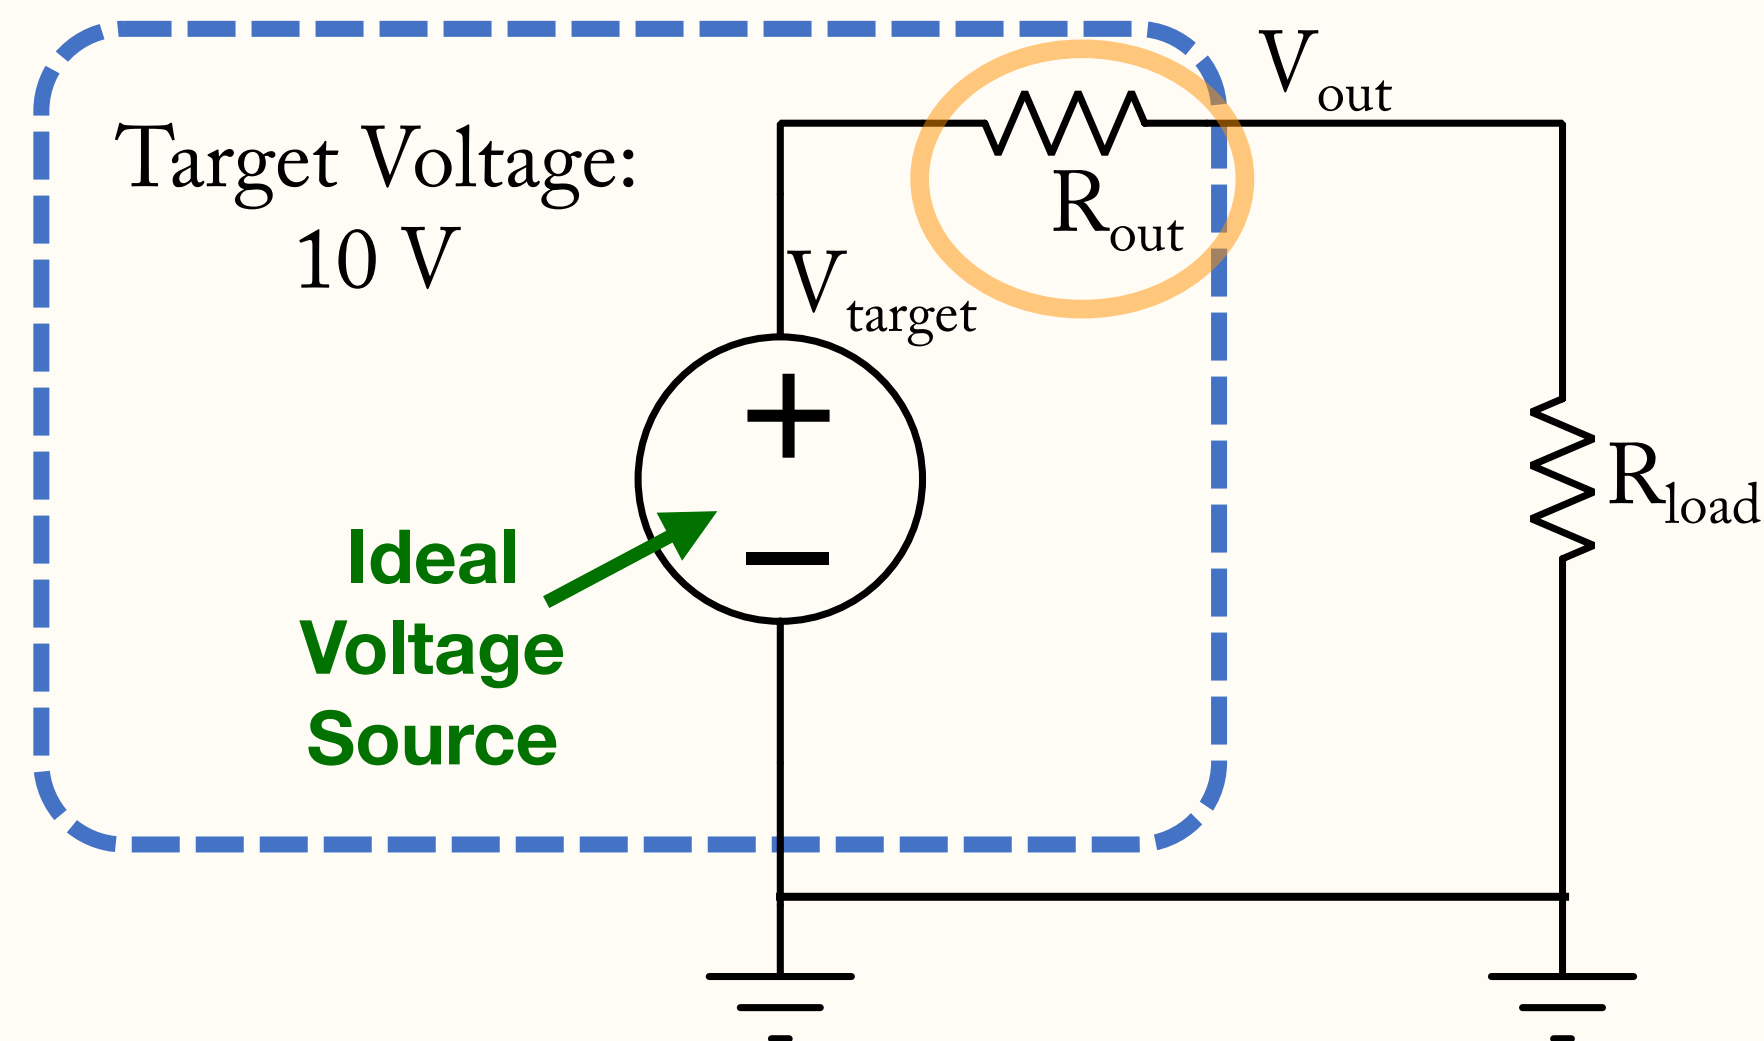 Target Voltage:
10 V
V_out
R_out
V_target
+
−
Ideal
Voltage
Source
R_load